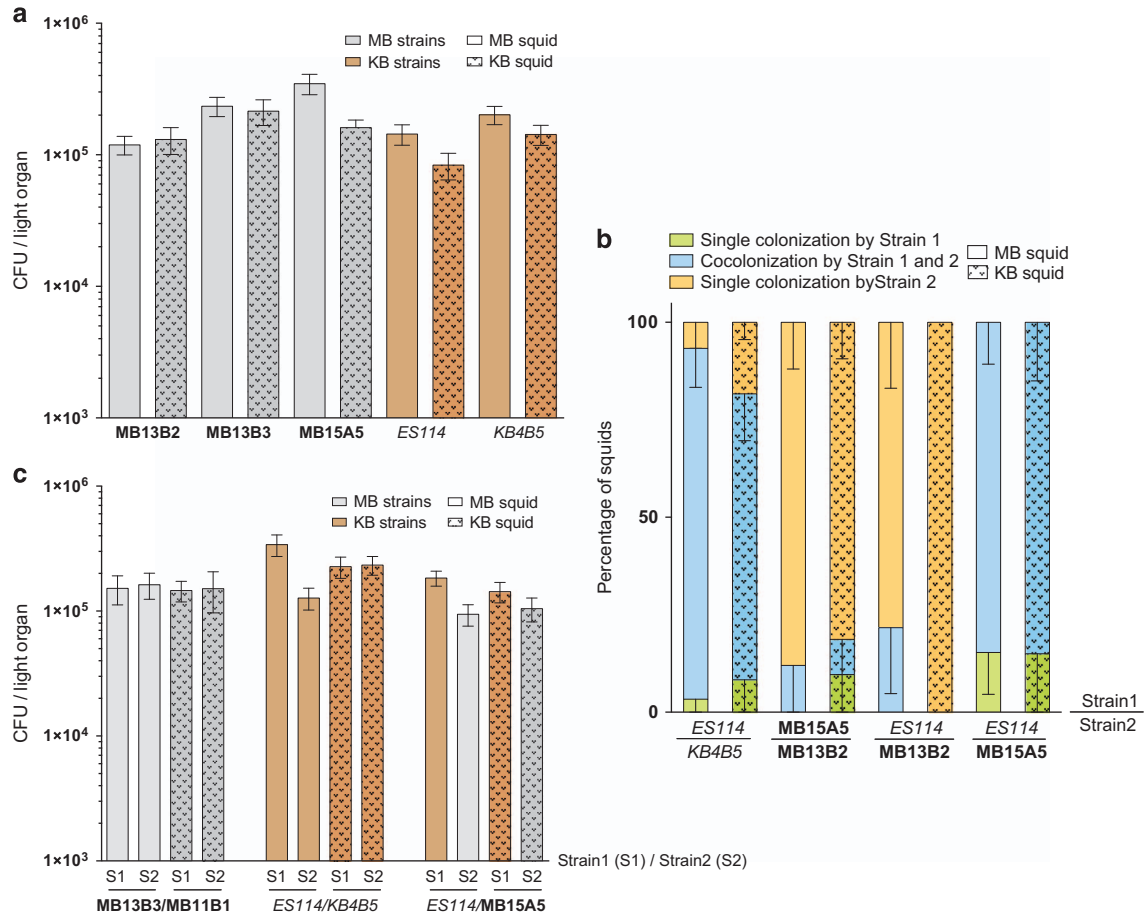 a
1×10⁶
1×10⁵
1×10⁴
1×10³
CFU / light organ
MB strains MB squid
KB strains KB squid
MB13B2 MB13B3 MB15A5 ES114 KB4B5
b
Single colonization by Strain 1
Cocolonization by Strain 1 and 2
Single colonization byStrain 2
MB squid
KB squid
100
50
0
Percentage of squids
Strain1
Strain2
ES114 MB15A5 ES114 ES114
KB4B5 MB13B2 MB13B2 MB15A5
c
1×10⁶
1×10⁵
1×10⁴
1×10³
CFU / light organ
MB strains MB squid
KB strains KB squid
S1 S2 S1 S2 S1 S2 S1 S2 S1 S2 S1 S2
Strain1 (S1) / Strain2 (S2)
MB13B3/MB11B1 ES114/KB4B5 ES114/MB15A5